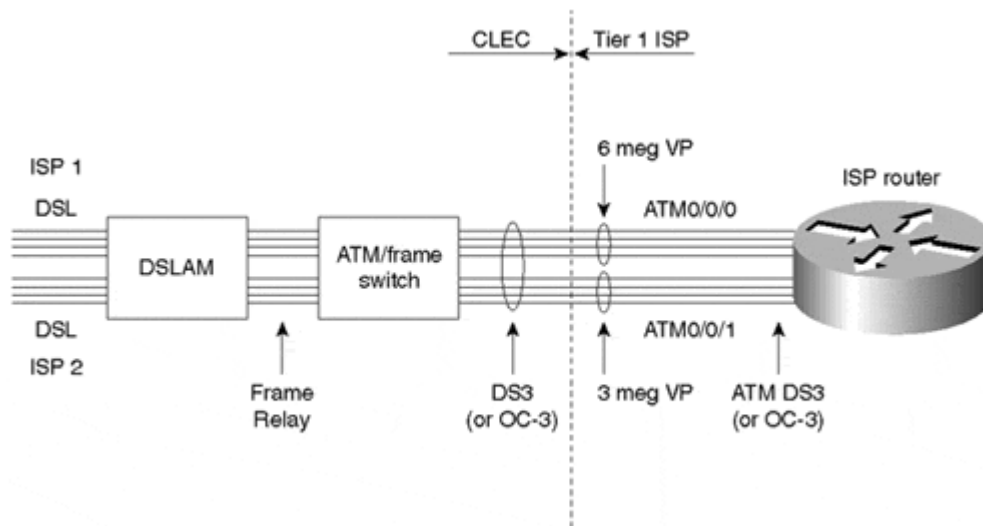 CLEC
Tier 1 ISP
6 meg VP
ISP 1
ISP router
DSL
ATM0/0/0
DSLAM
ATM/frame
switch
DSL
ATM0/0/1
ISP 2
Frame
Relay
DS3
(or OC-3)
3 meg VP
ATM DS3
(or OC-3)